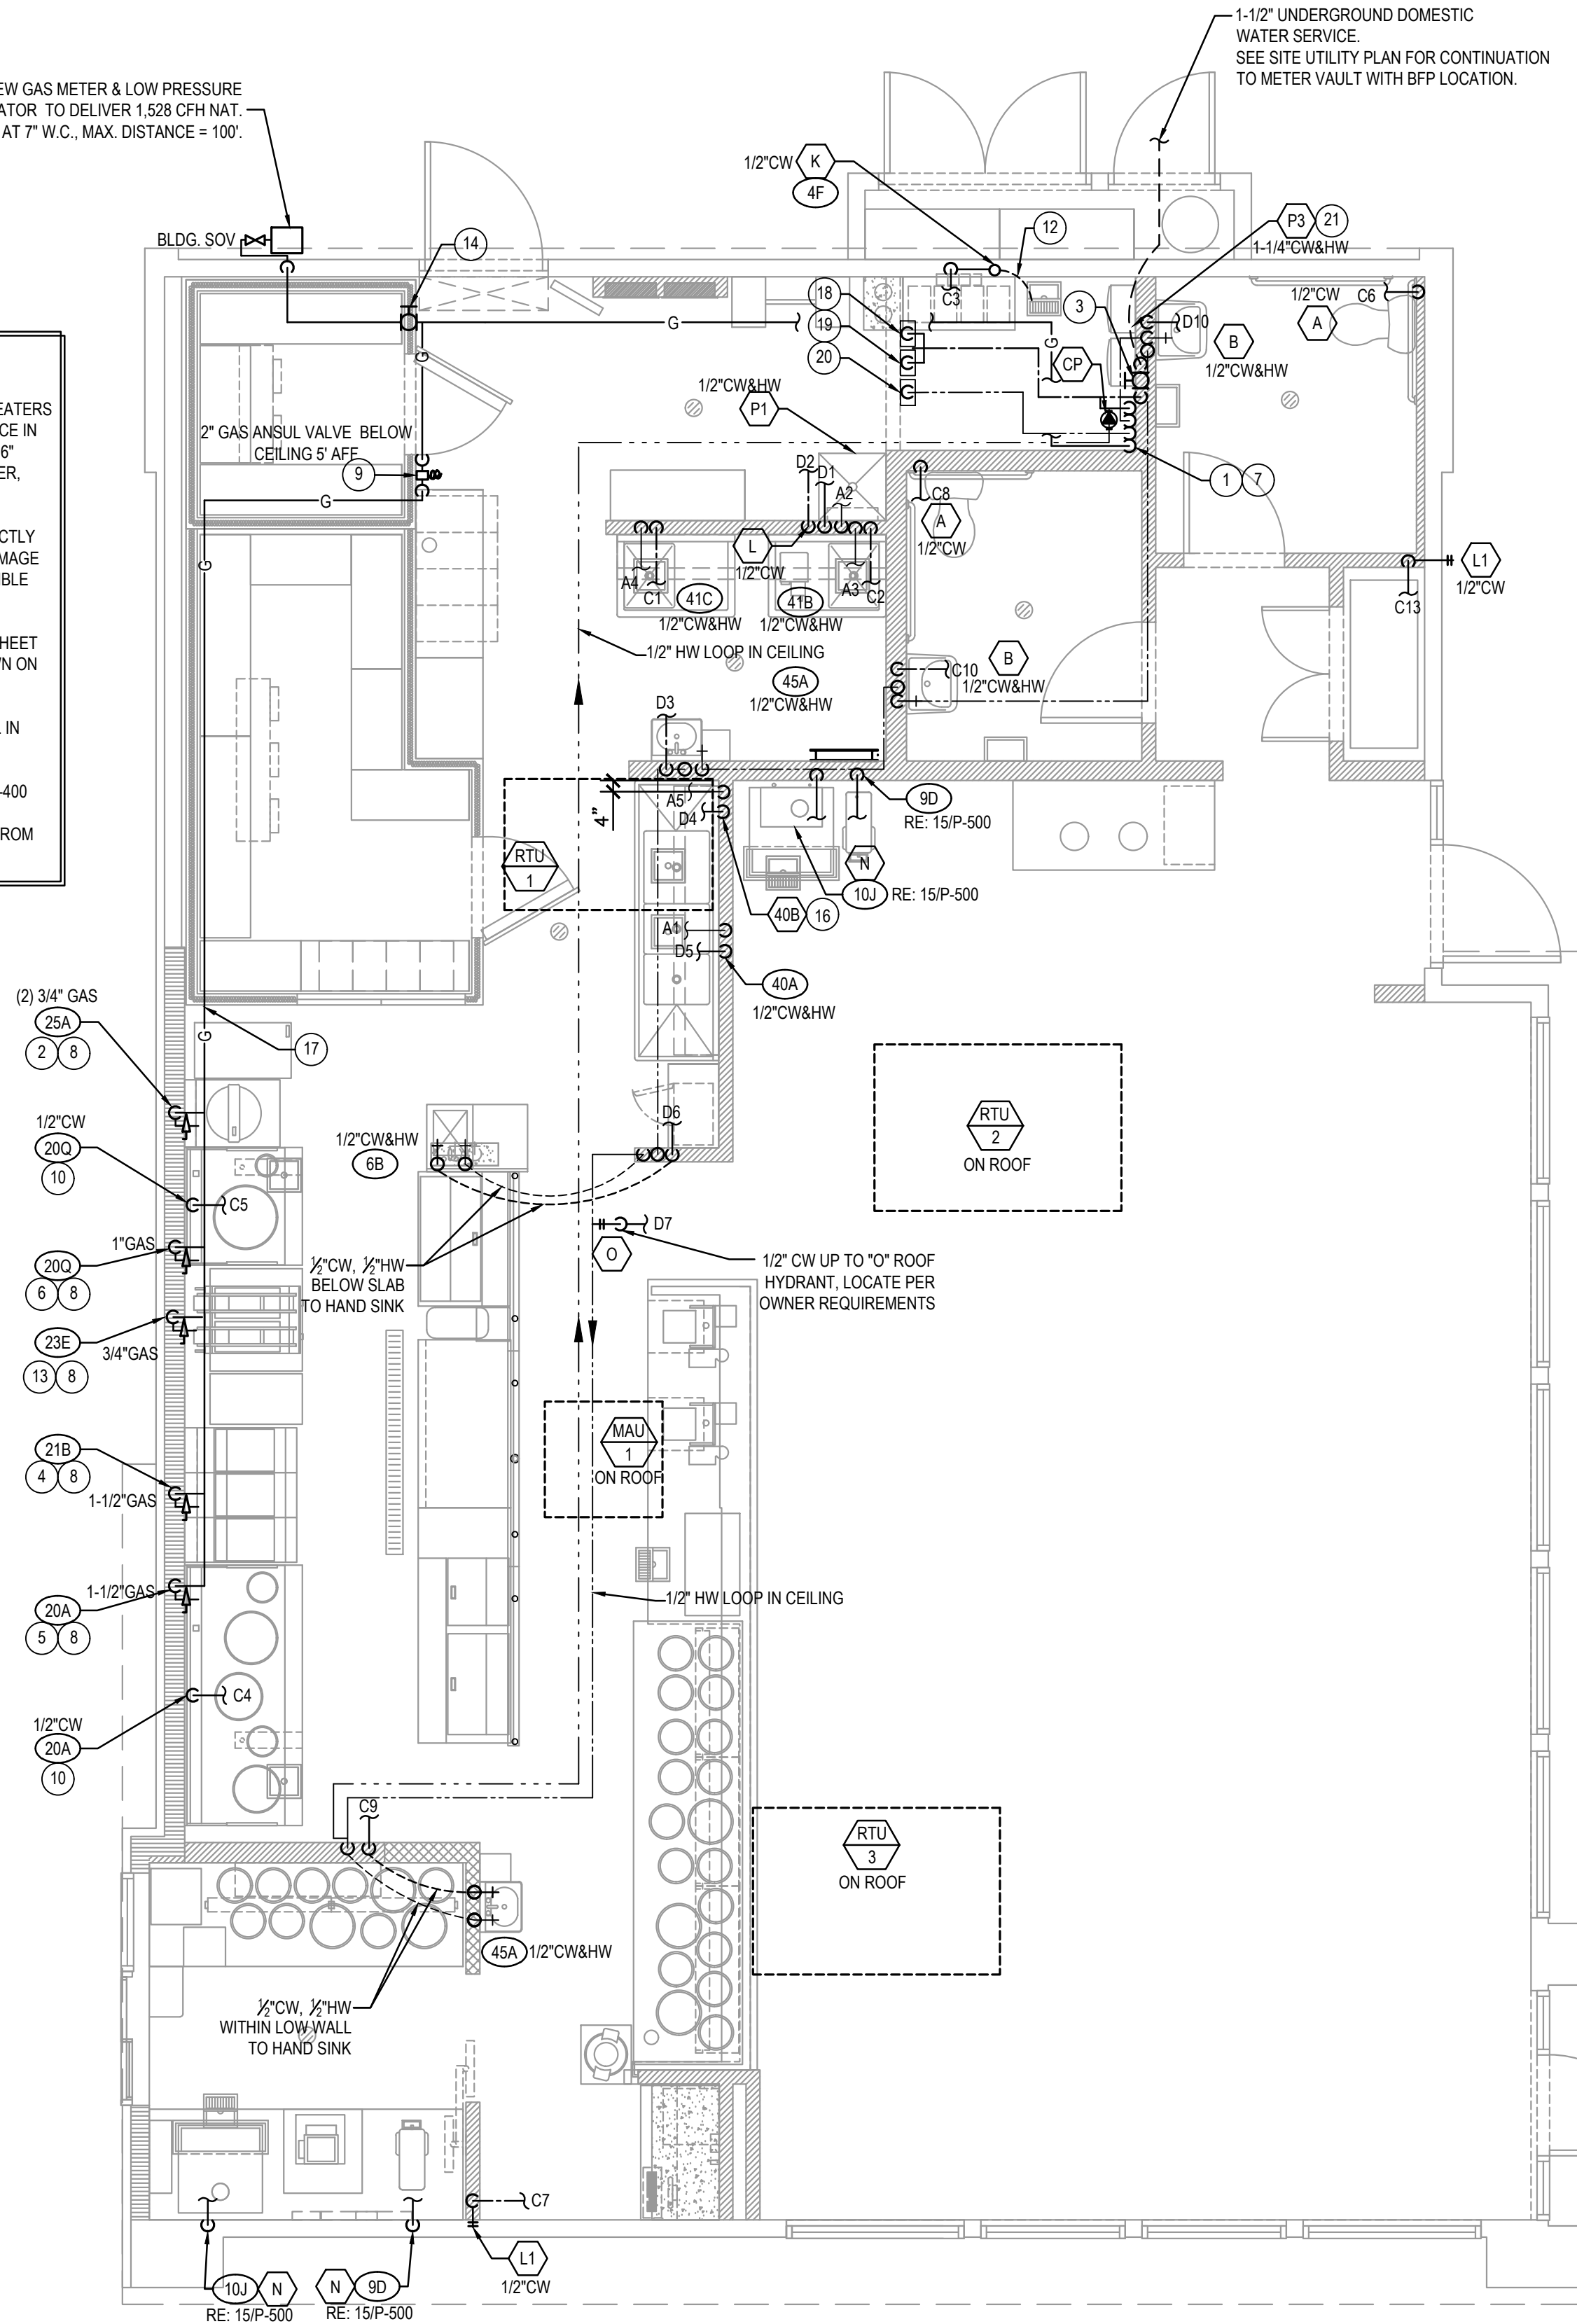 1-1/2" UNDERGROUND DOMESTIC
WATER SERVICE.
SEE SITE UTILITY PLAN FOR CONTINUATION
TO METER VAULT WITH BFP LOCATION.
EW GAS METER & LOW PRESSURE
ATOR TO DELIVER 1,528 CFH NAT.
AT 7" W.C., MAX. DISTANCE = 100'.
BLDG. SOV
14
1/2"CW
K
4F
12
P3
21
1-1/4"CW&HW
C3
3
D10
1/2"CW
C6
A
B
1/2"CW&HW
18
19
20
CP
G
G
G
EATERS
CE IN
6"
ER,
CTLY
MAGE
IBLE
SHEET
WN ON
IN
-400
ROM
2" GAS ANSUL VALVE BELOW
CEILING 5' AFF
9
G
G
1/2"CW&HW
P1
D2
D1
A2
L
1/2"CW
A4
C1
41C
1/2"CW&HW
41B
1/2"CW&HW
A3
C2
C8
A
1/2"CW
1
7
L1
1/2"CW
C13
1/2" HW LOOP IN CEILING
45A
1/2"CW&HW
B
C10
1/2"CW&HW
D3
4"
A5
D4
RTU
1
9D
RE: 15/P-500
N
10J
RE: 15/P-500
40B
16
A1
D5
40A
1/2"CW&HW
(2) 3/4" GAS
25A
2
8
G
17
1/2"CW
20Q
10
C5
1/2"CW&HW
6B
D6
RTU
2
ON ROOF
1"GAS
20Q
6
8
½"CW, ½"HW
BELOW SLAB
TO HAND SINK
D7
O
1/2" CW UP TO "O" ROOF
HYDRANT, LOCATE PER
OWNER REQUIREMENTS
23E
3/4"GAS
13
8
21B
4
8
1-1/2"GAS
MAU
1
ON ROOF
1-1/2"GAS
20A
5
8
1/2" HW LOOP IN CEILING
C4
1/2"CW
20A
10
C9
RTU
3
ON ROOF
45A
1/2"CW&HW
½"CW, ½"HW
WITHIN LOW WALL
TO HAND SINK
C7
L1
1/2"CW
10J
N
RE: 15/P-500
N
9D
RE: 15/P-500